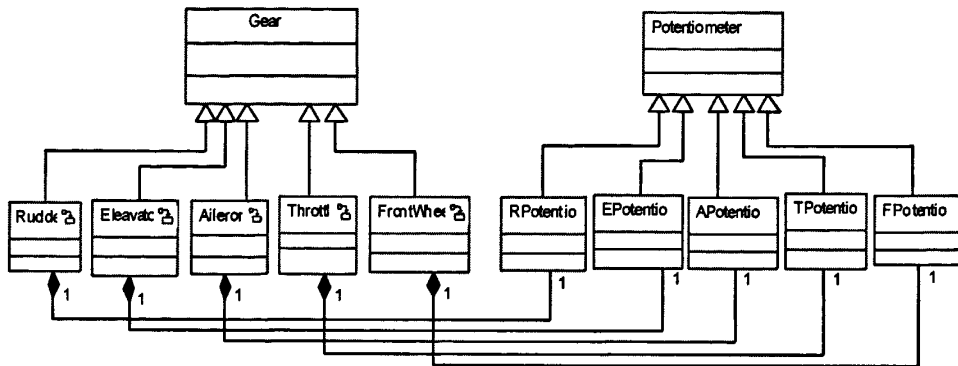 Gear
Potentiometer
Rudde
Eleavato
Aileror
Throttl
FrontWhee
RPotentio
EPotentio
APotentio
TPotentio
FPotentio
1
1
1
1
1
1
1
1
1
1